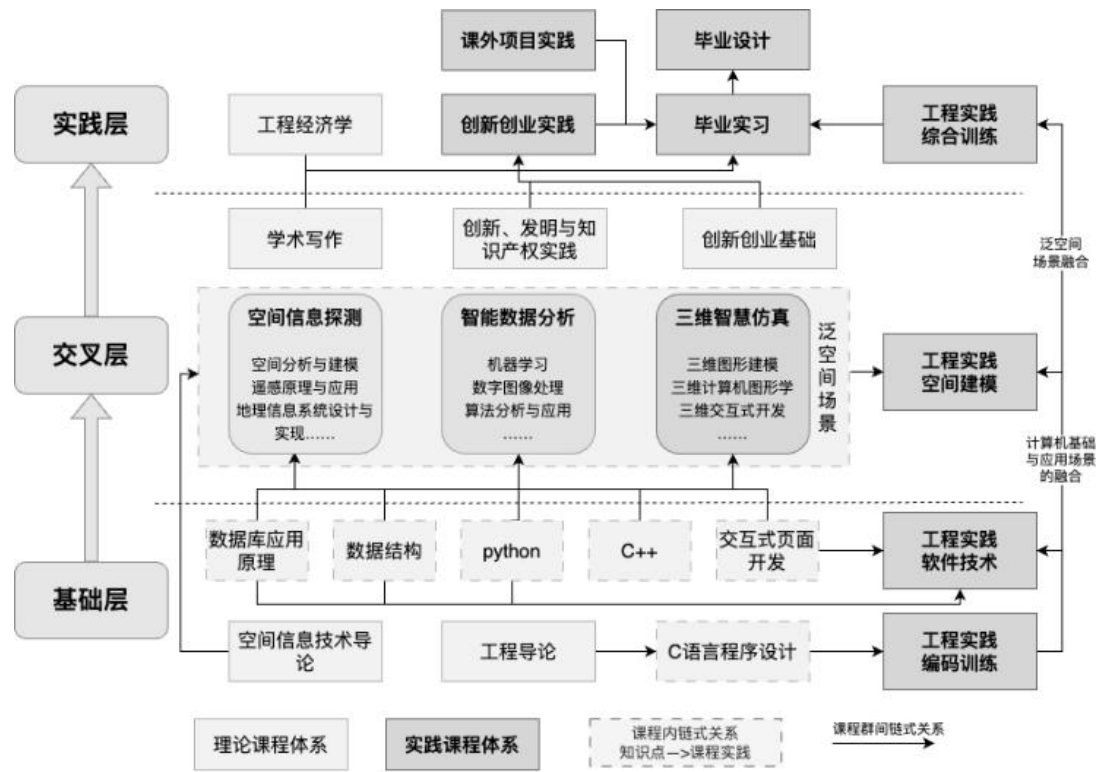 课外项目实践
毕业设计
实践层
工程经济学
创新创业实践
毕业实习
工程实践
综合训练
学术写作
创新、发明与知
识产权实践
创新创业基础
泛空间
场景融合
交叉层
空间信息探测
空间分析与建模
遥感原理与应用
地理信息系统设计与
实现……
智能数据分析
机器学习
数字图像处理
算法分析与应用
……
三维智慧仿真
三维图形建模
三维计算机图形学
三维交互式开发
……
泛空间场景
工程实践
空间建模
计算机基础
与应用场景
的融合
基础层
数据库应用
原理
数据结构
python
C++
交互式页面
开发
工程实践
软件技术
空间信息技术导
论
工程导论
C语言程序设计
工程实践
编码训练
理论课程体系
实践课程体系
课程内链式关系
知识点—>课程实践
课程群间链式关系